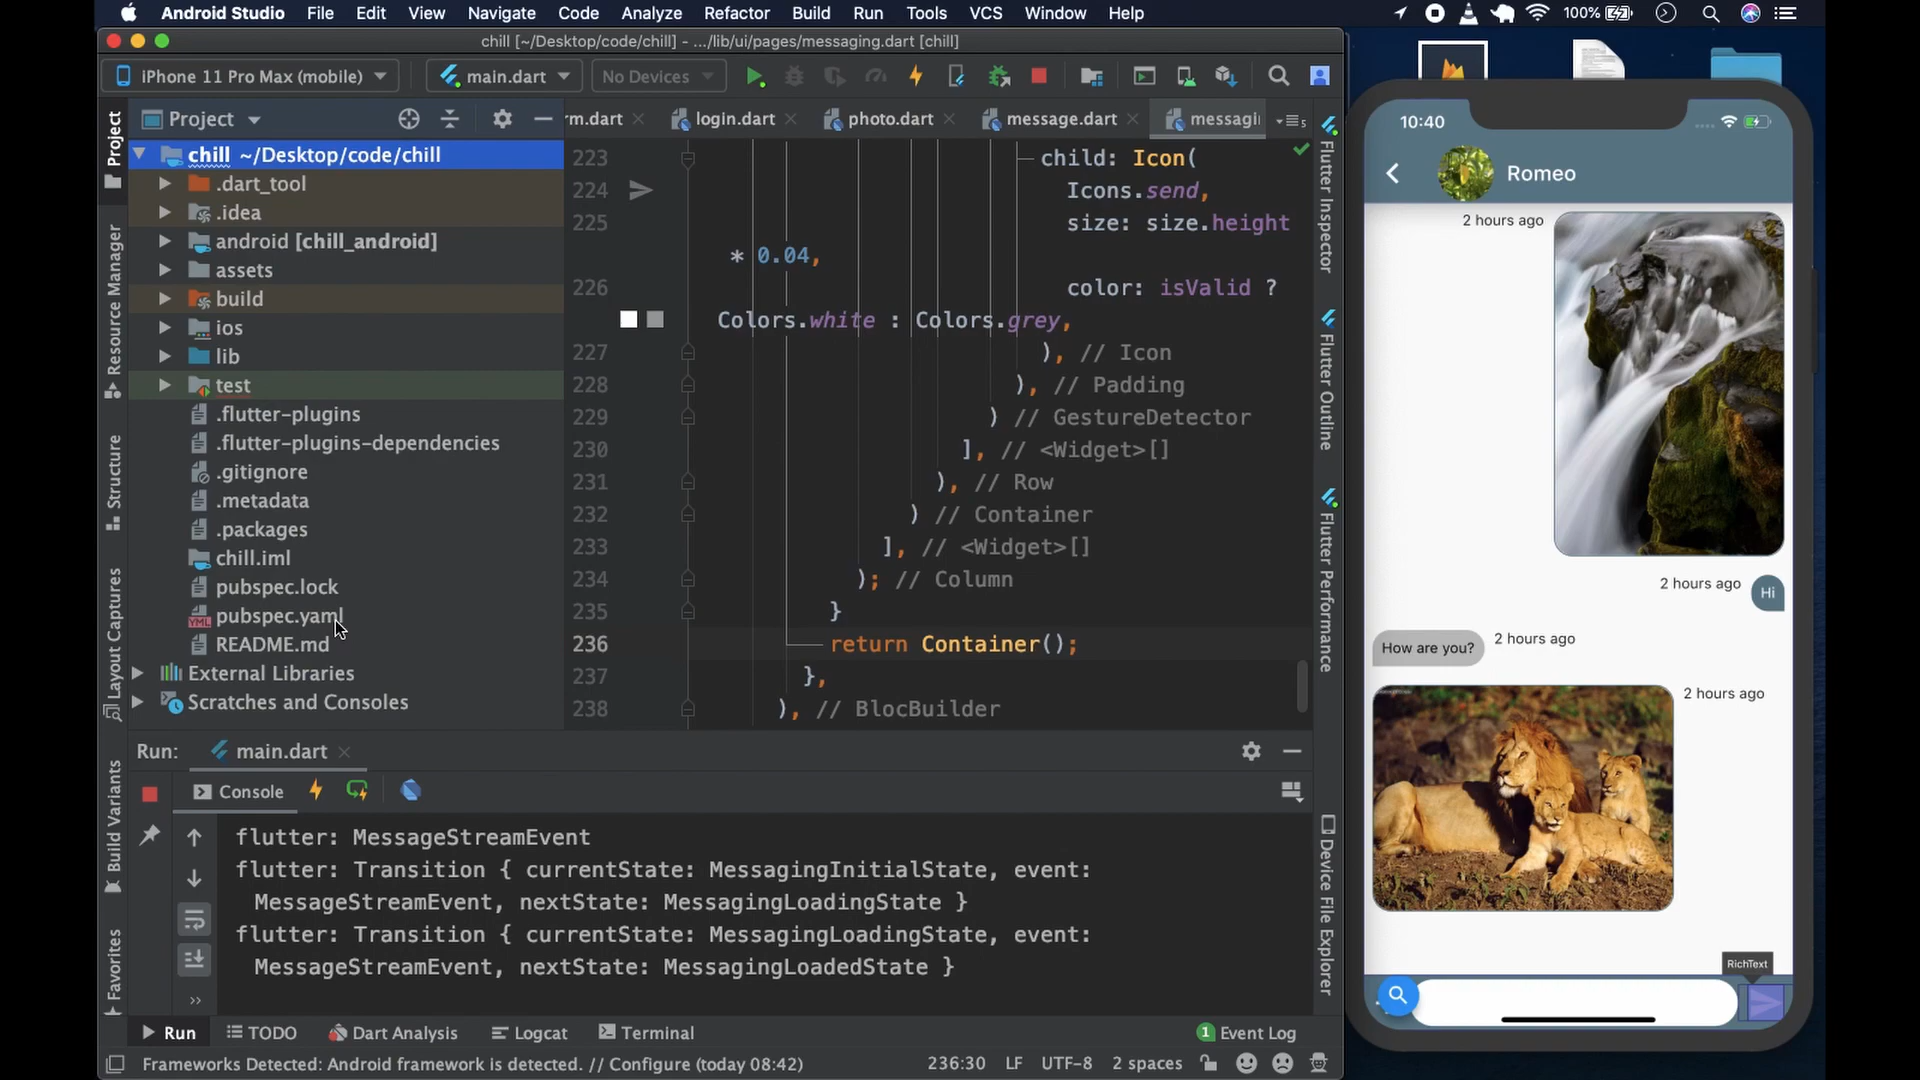 Android Studio File Edit View Navigate Code Analyze Refactor Build Run Tools VCS Window Help 100%
chill [~/Desktop/code/chill] - .../lib/ui/pages/messaging.dart [chill]
iPhone 11 Pro Max (mobile) main.dart No Devices
Project rm.dart login.dart photo.dart message.dart messagi
chill ~/Desktop/code/chill
.dart_tool
.idea
android [chill_android]
assets
build
ios
lib
test
.flutter-plugins
.flutter-plugins-dependencies
.gitignore
.metadata
.packages
chill.iml
pubspec.lock
YML pubspec.yaml
README.md
External Libraries
Scratches and Consoles
Project
Resource Manager
Structure
Layout Captures
Build Variants
Favorites
223 child: Icon(
224 Icons.send,
225 size: size.height
* 0.04,
226 color: isValid ?
Colors.white : Colors.grey,
227 ), // Icon
228 ), // Padding
229 ) // GestureDetector
230 ], // <Widget>[]
231 ), // Row
232 ) // Container
233 ], // <Widget>[]
234 ); // Column
235 }
236 return Container();
237 },
238 ), // BlocBuilder
Flutter Inspector
Flutter Outline
Flutter Performance
Device File Explorer
Run: main.dart
Console
flutter: MessageStreamEvent
flutter: Transition { currentState: MessagingInitialState, event:
MessageStreamEvent, nextState: MessagingLoadingState }
flutter: Transition { currentState: MessagingLoadingState, event:
MessageStreamEvent, nextState: MessagingLoadedState }
>>
Run TODO Dart Analysis Logcat Terminal 1 Event Log
Frameworks Detected: Android framework is detected. // Configure (today 08:42) 236:30 LF UTF-8 2 spaces
10:40
Romeo
2 hours ago
2 hours ago Hi
How are you? 2 hours ago
2 hours ago
RichText